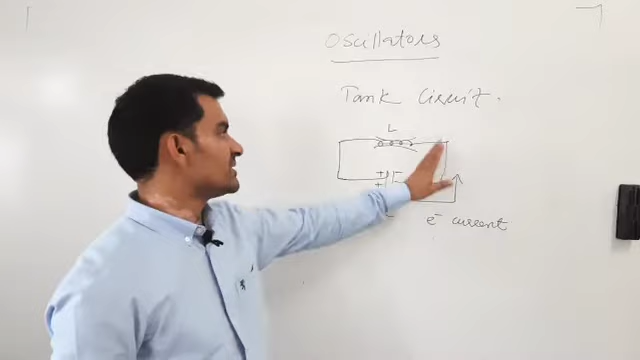 Oscillators
Tank Circuit.
L
+
+
e⁻ current